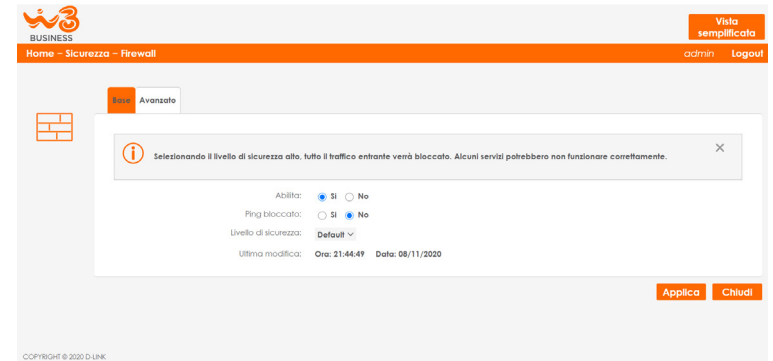 W3
BUSINESS
Vista
semplificata
Home – Sicurezza – Firewall
admin Logout
Base Avanzato
Selezionando il livello di sicurezza alto, tutto il traffico entrante verrà bloccato. Alcuni servizi potrebbero non funzionare correttamente.
Abilita: Si No
Ping bloccato: Si No
Livello di sicurezza: Default
Ultima modifica: Ora: 21:44:49 Data: 08/11/2020
Applica Chiudi
COPYRIGHT © 2020 D-LINK